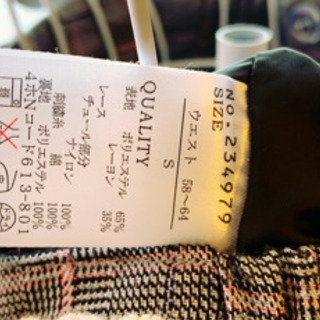 NO.234979
SIZE
ウエスト 58〜64
S
QUALITY
表地 ポリエステル 65%
レーヨン 35%
レース
チュール部分
ナイロン 100%
刺繍糸 綿 100%
裏地 ポリエステル 100%
4-ホNコード613-801